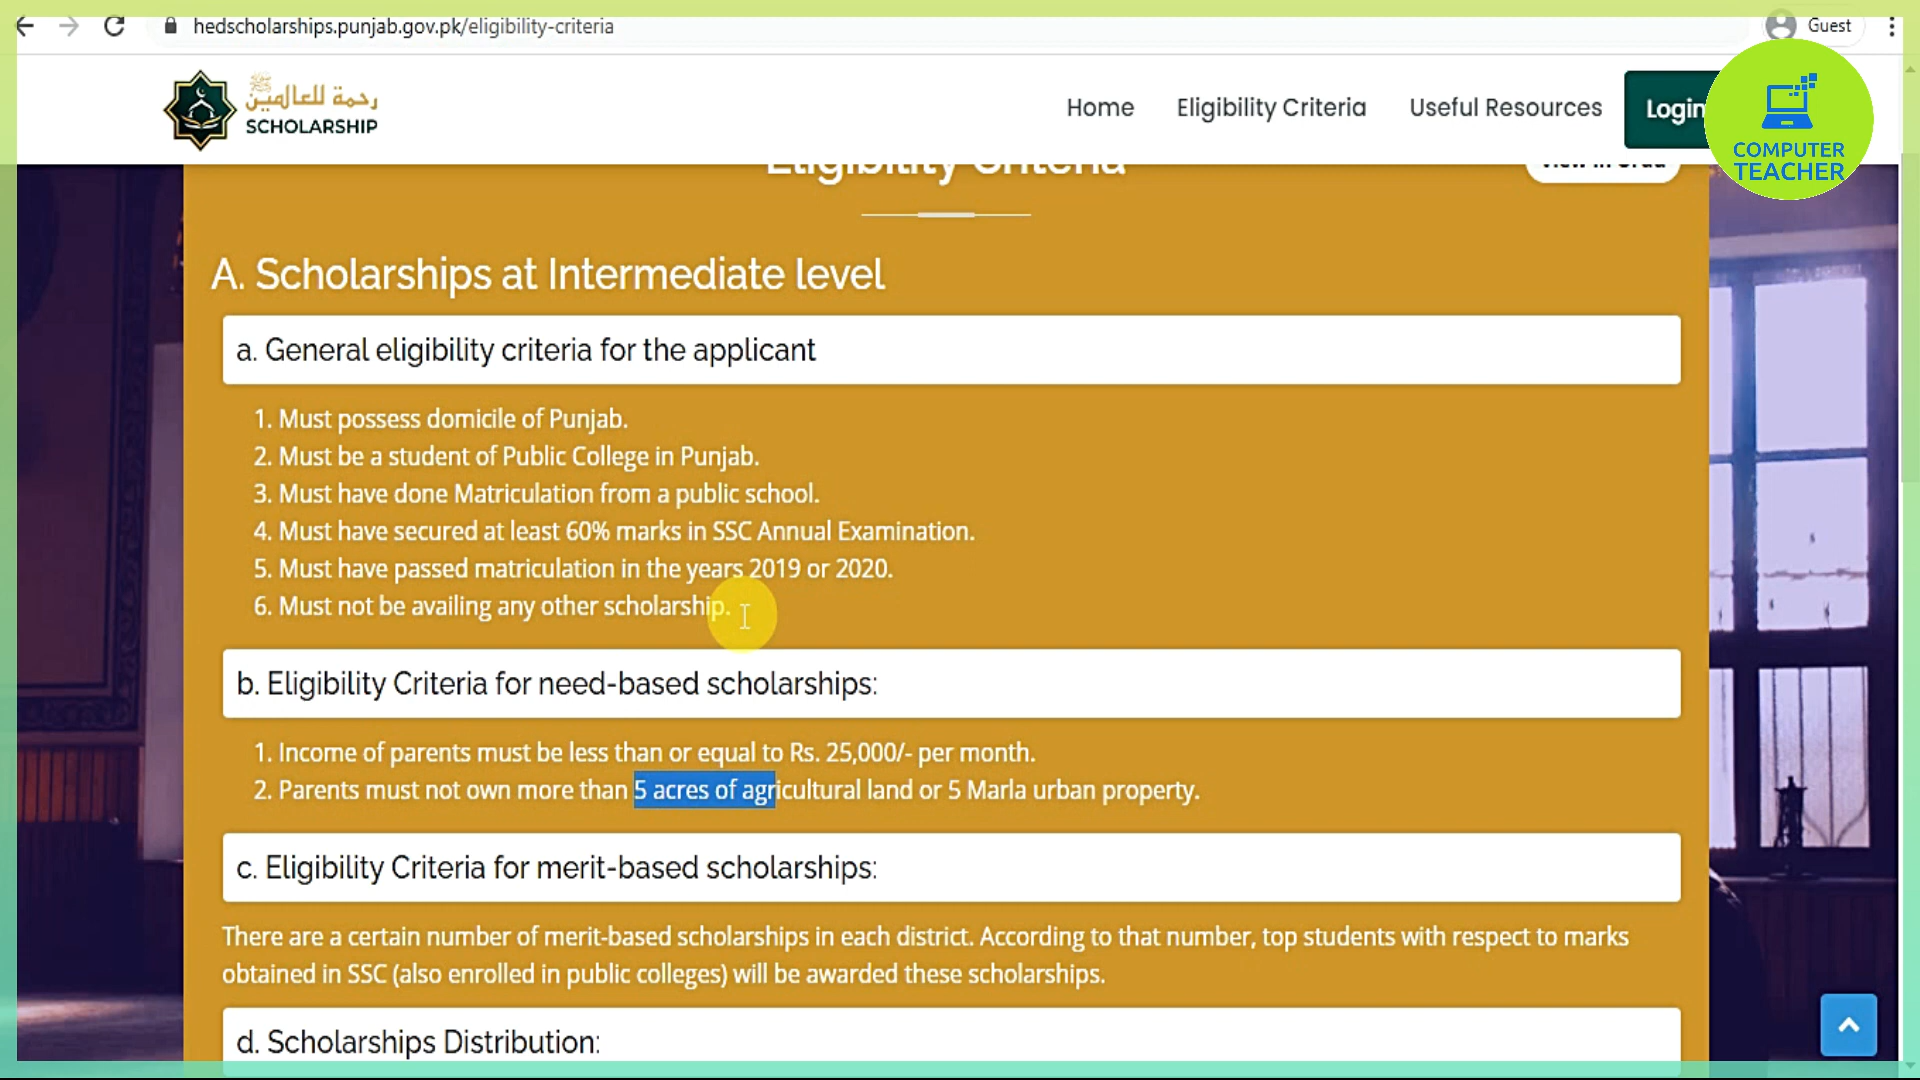 hedscholarships.punjab.gov.pk/eligibility-criteria
Guest
رحمة للعالمين
SCHOLARSHIP
Home
Eligibility Criteria
Useful Resources
Login
COMPUTER
TEACHER
Eligibility Criteria
View in Urdu
A. Scholarships at Intermediate level
a. General eligibility criteria for the applicant
1. Must possess domicile of Punjab.
2. Must be a student of Public College in Punjab.
3. Must have done Matriculation from a public school.
4. Must have secured at least 60% marks in SSC Annual Examination.
5. Must have passed matriculation in the years 2019 or 2020.
6. Must not be availing any other scholarship.
b. Eligibility Criteria for need-based scholarships:
1. Income of parents must be less than or equal to Rs. 25,000/- per month.
2. Parents must not own more than 5 acres of agricultural land or 5 Marla urban property.
c. Eligibility Criteria for merit-based scholarships:
There are a certain number of merit-based scholarships in each district. According to that number, top students with respect to marks
obtained in SSC (also enrolled in public colleges) will be awarded these scholarships.
d. Scholarships Distribution: